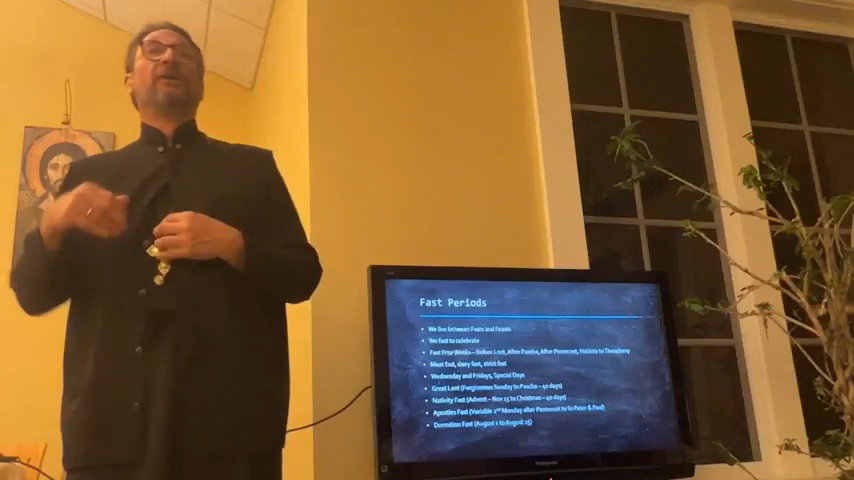 Fast Periods
• We live between Fasts and Feasts
• We fast to celebrate
• Fast Free Weeks – Before Lent, After Pascha, After Pentecost, Nativity to Theophany
• Meat fast, dairy fast, strict fast
• Wednesday and Fridays, Special Days
• Great Lent (Forgiveness Sunday to Pascha – 40 days)
• Nativity Fast (Advent – Nov 15 to Christmas – 40 days)
• Apostles Fast (Variable 2nd Monday after Pentecost to St Peter & Paul)
• Dormition Fast (August 1 to August 15)
Panasonic